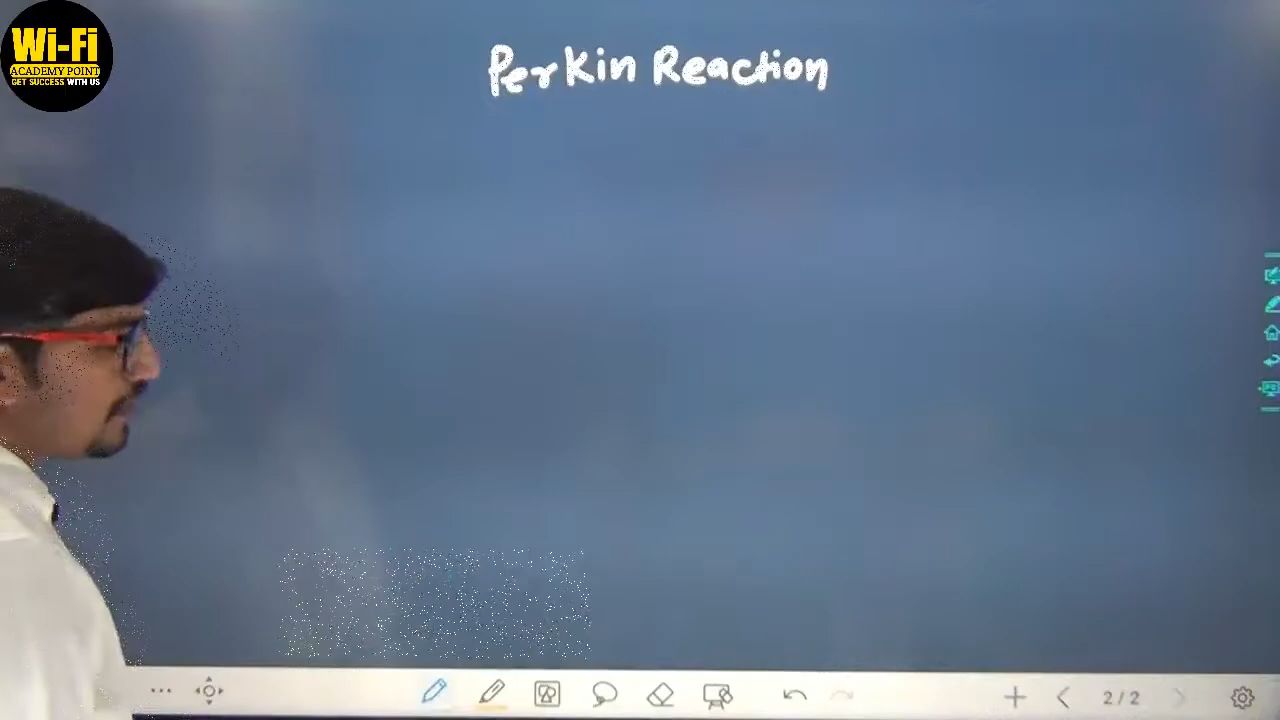 Wi-Fi
ACADEMY POINT
GET SUCCESS WITH US
Perkin Reaction
2/2